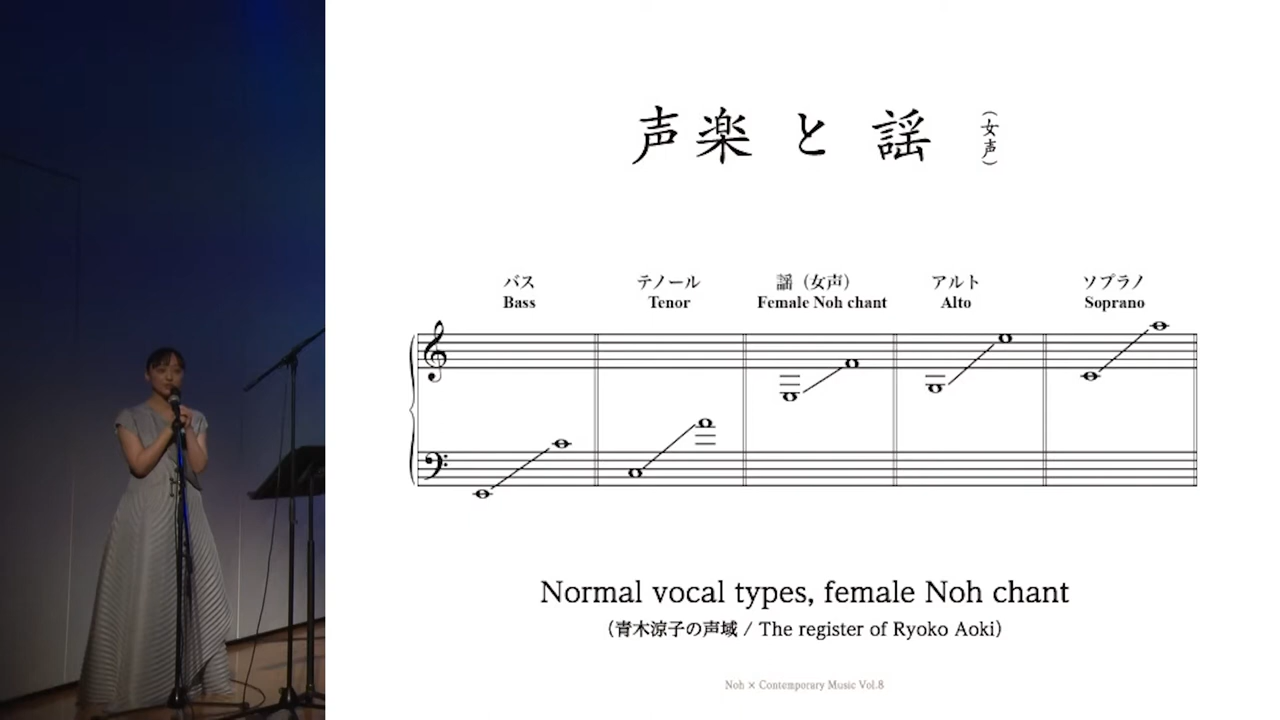 声楽と謡（女声）
バス テノール 謡（女声） アルト ソプラノ
Bass Tenor Female Noh chant Alto Soprano
Normal vocal types, female Noh chant
（青木涼子の声域 / The register of Ryoko Aoki）
Noh × Contemporary Music Vol.8